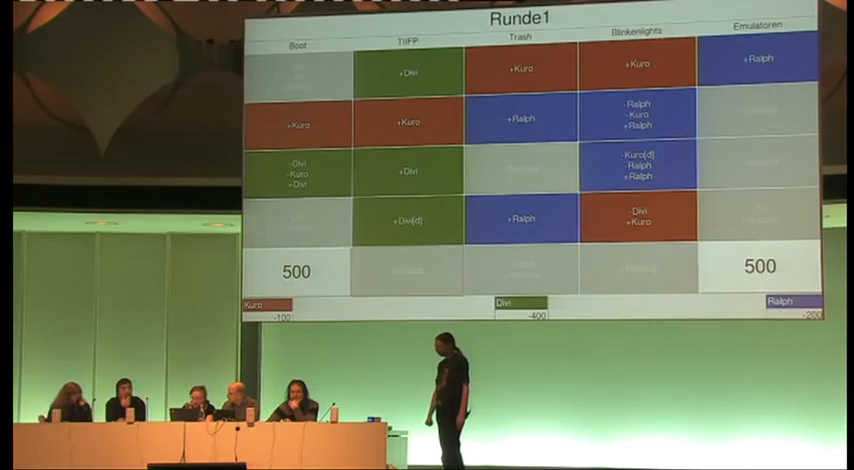 Runde1
Boot TIIFP Trash Blinkenlights Emulatoren
+Divi +Kuro +Kuro +Ralph
+Kuro +Kuro +Ralph -Ralph
-Kuro
+Ralph
-Divi
-Kuro
+Divi +Divi -Kuro[d]
-Ralph
+Ralph
+Divi[d] +Ralph -Divi
+Kuro
500 500
Kuro Divi Ralph
-100 -400 -200